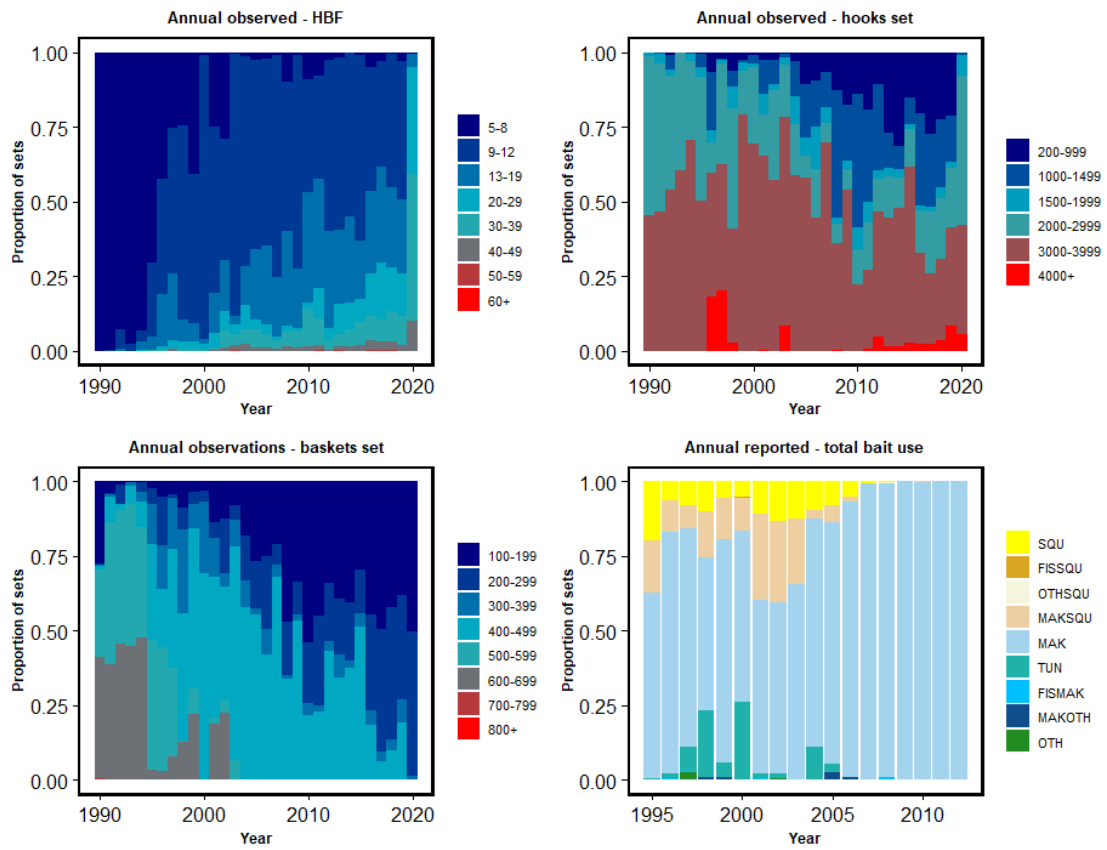 Annual observed - HBF
Proportion of sets
1.00
0.75
0.50
0.25
0.00
1990
2000
2010
2020
Year
5-8
9-12
13-19
20-29
30-39
40-49
50-59
60+
Annual observed - hooks set
Proportion of sets
1.00
0.75
0.50
0.25
0.00
1990
2000
2010
2020
Year
200-999
1000-1499
1500-1999
2000-2999
3000-3999
4000+
Annual observations - baskets set
Proportion of sets
1.00
0.75
0.50
0.25
0.00
1990
2000
2010
2020
Year
100-199
200-299
300-399
400-499
500-599
600-699
700-799
800+
Annual reported - total bait use
Proportion of sets
1.00
0.75
0.50
0.25
0.00
1995
2000
2005
2010
Year
SQU
FISSQU
OTHSQU
MAKSQU
MAK
TUN
FISMAK
MAKOTH
OTH